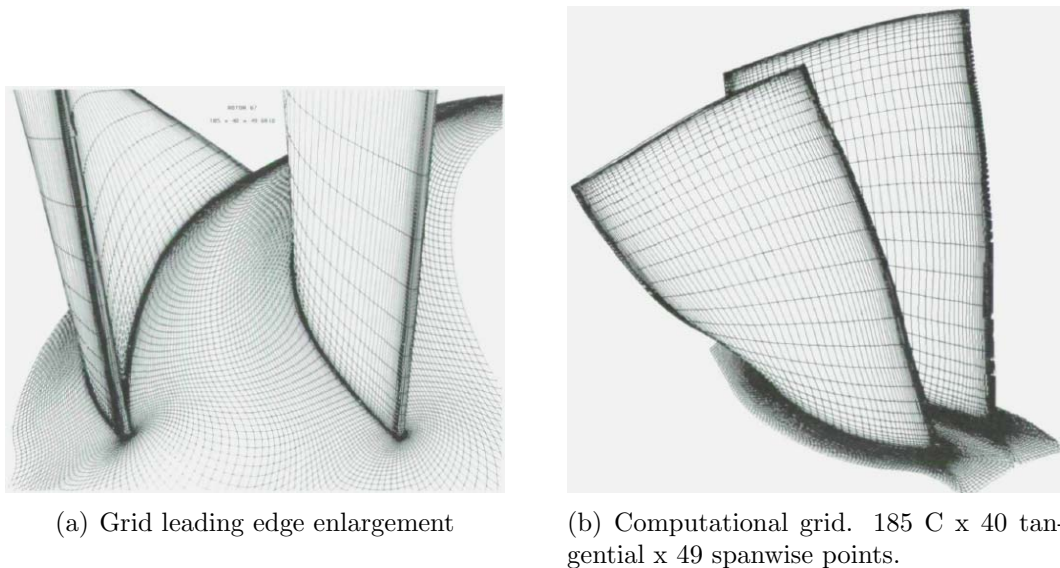 ROTOR 67
185 x 40 x 49 GRID
(a) Grid leading edge enlargement
(b) Computational grid. 185 C x 40 tan-
gential x 49 spanwise points.